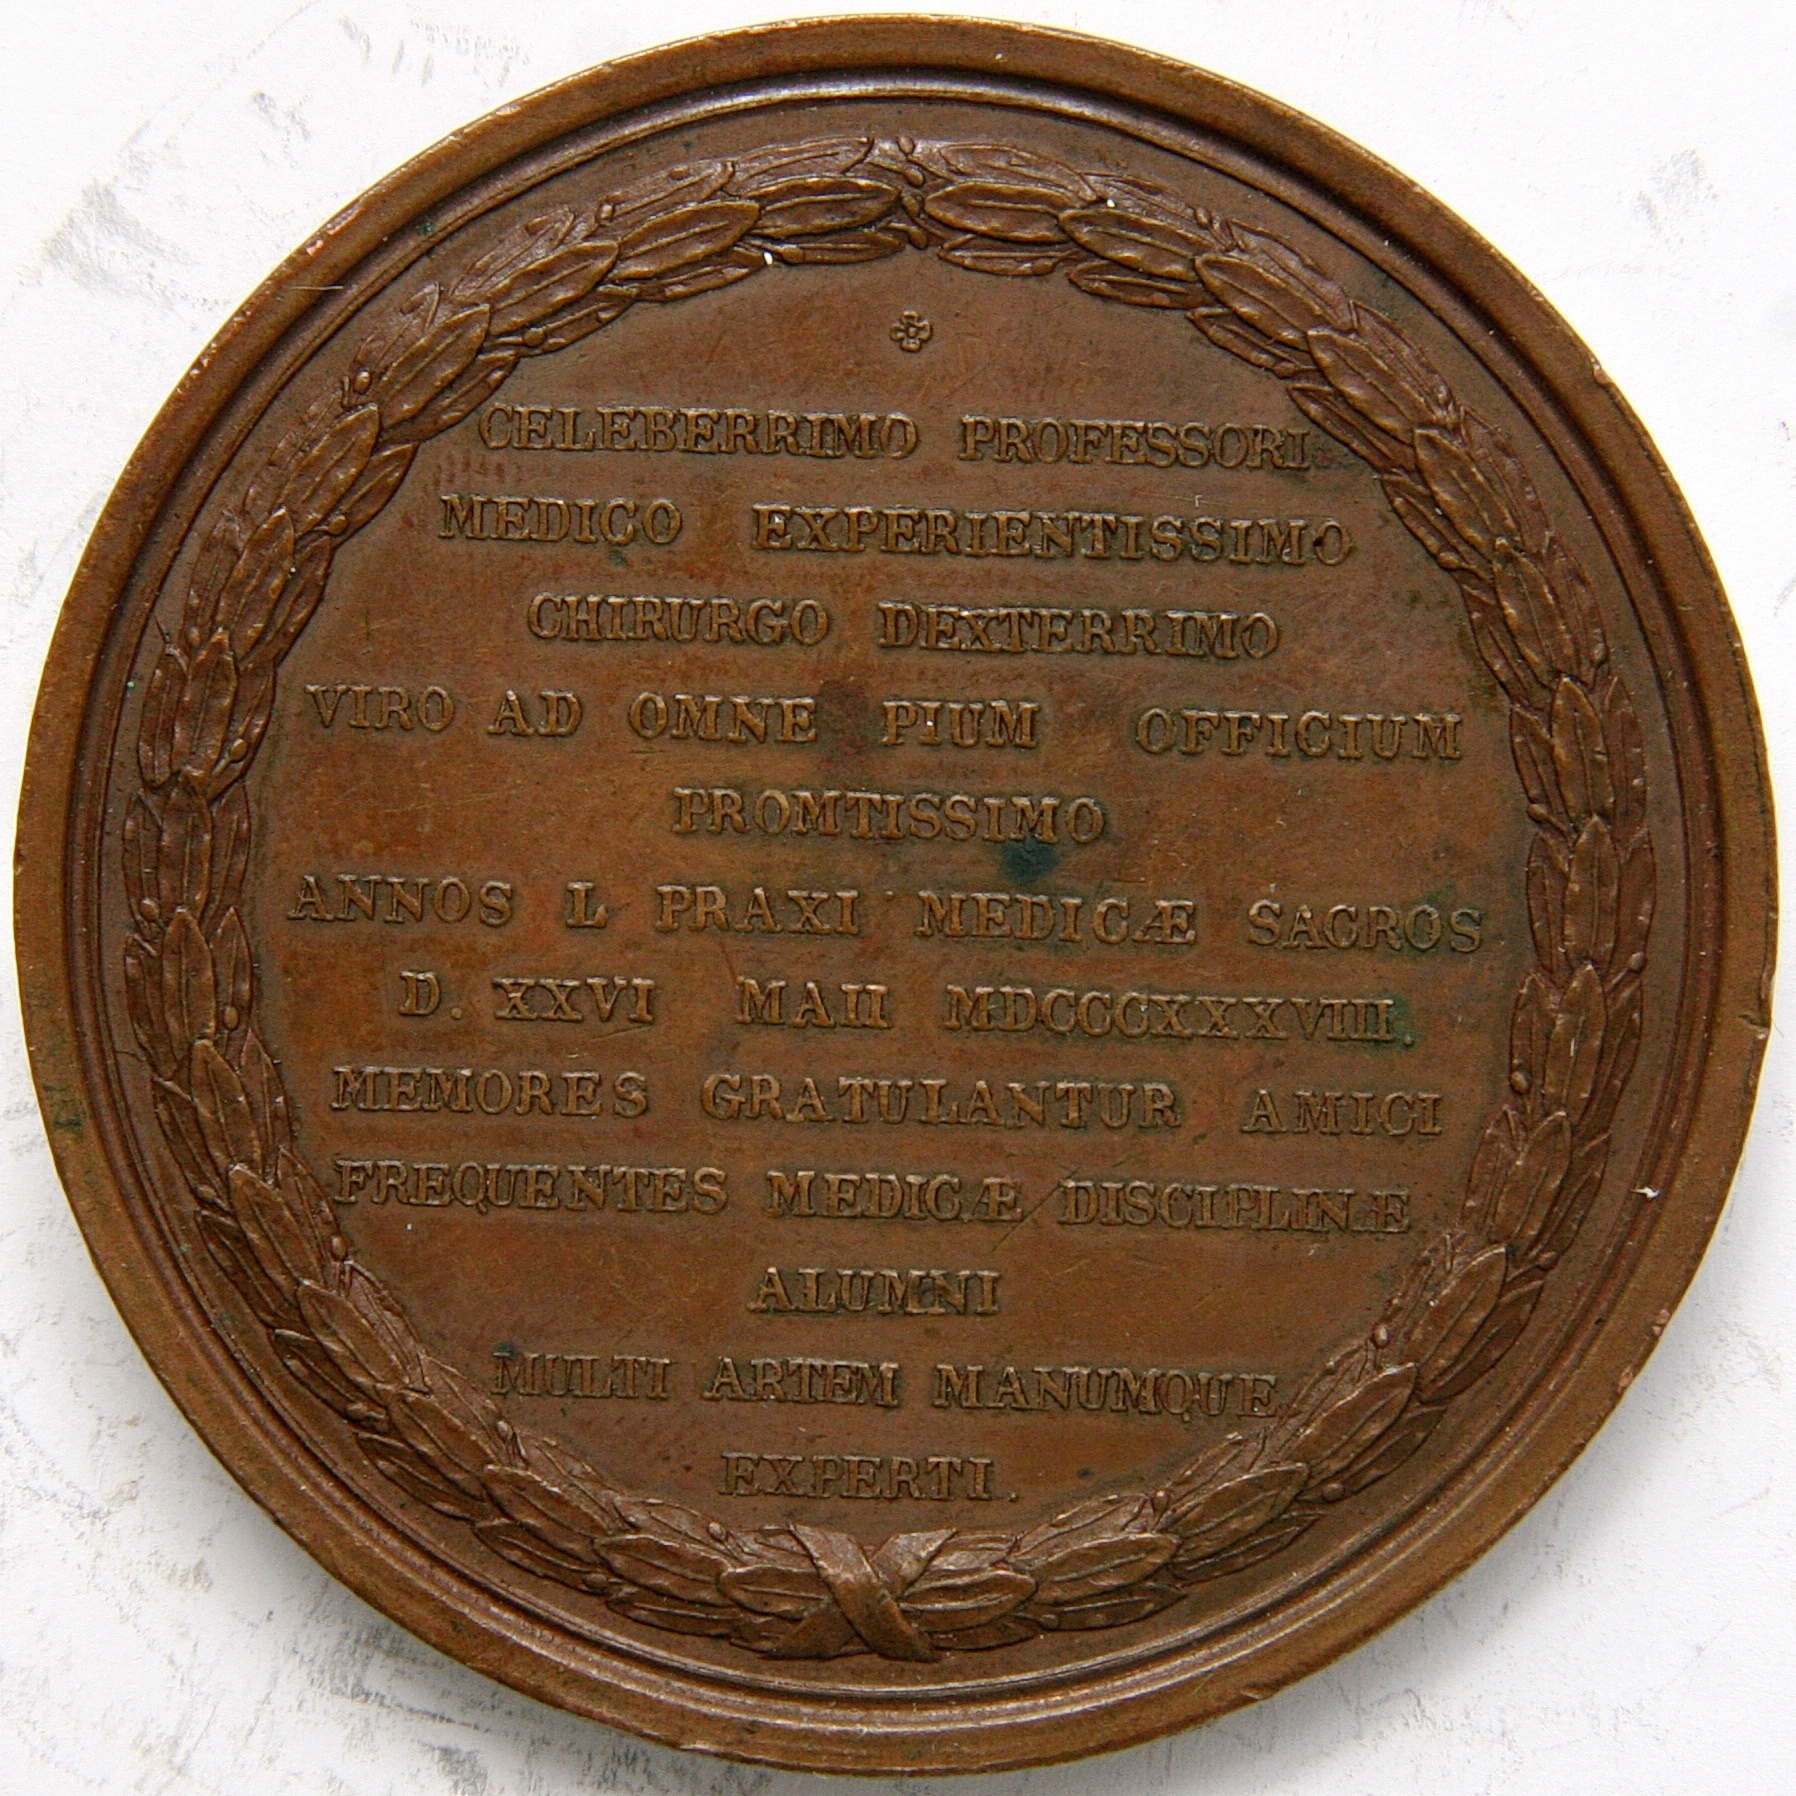 CELEBERRIMO PROFESSORI
MEDICO EXPERIENTISSIMO
CHIRURGO DEXTERRIMO
VIRO AD OMNE PIUM OFFICIUM
PROMTISSIMO
ANNOS L PRAXI MEDICÆ SACROS
D. XXVI MAII MDCCCXXXVIII.
MEMORES GRATULANTUR AMICI
FREQUENTES MEDICÆ DISCIPLINÆ
ALUMNI
MULTI ARTEM MANUMQUE
EXPERTI.